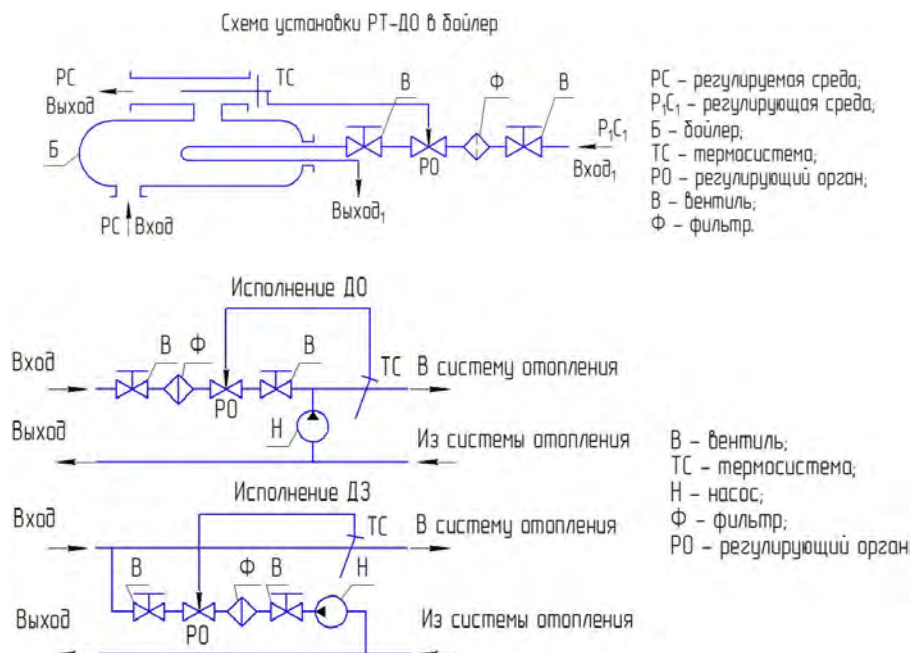 Схема установки РТ-ДО в бойлер
РС
Выход
ТС
В
Ф
В
Б
Р₁С₁
РО
Вход₁
Выход₁
РС
Вход
РС – регулируемая среда;
Р₁С₁ – регулирующая среда;
Б – бойлер;
ТС – термосистема;
РО – регулирующий орган;
В – вентиль;
Ф – фильтр.
Исполнение ДО
Вход
В
Ф
В
ТС
В систему отопления
РО
Выход
Н
Из системы отопления
Исполнение ДЗ
Вход
ТС
В систему отопления
В
Ф
В
Н
Выход
РО
Из системы отопления
В – вентиль;
ТС – термосистема;
Н – насос;
Ф – фильтр;
РО – регулирующий орган